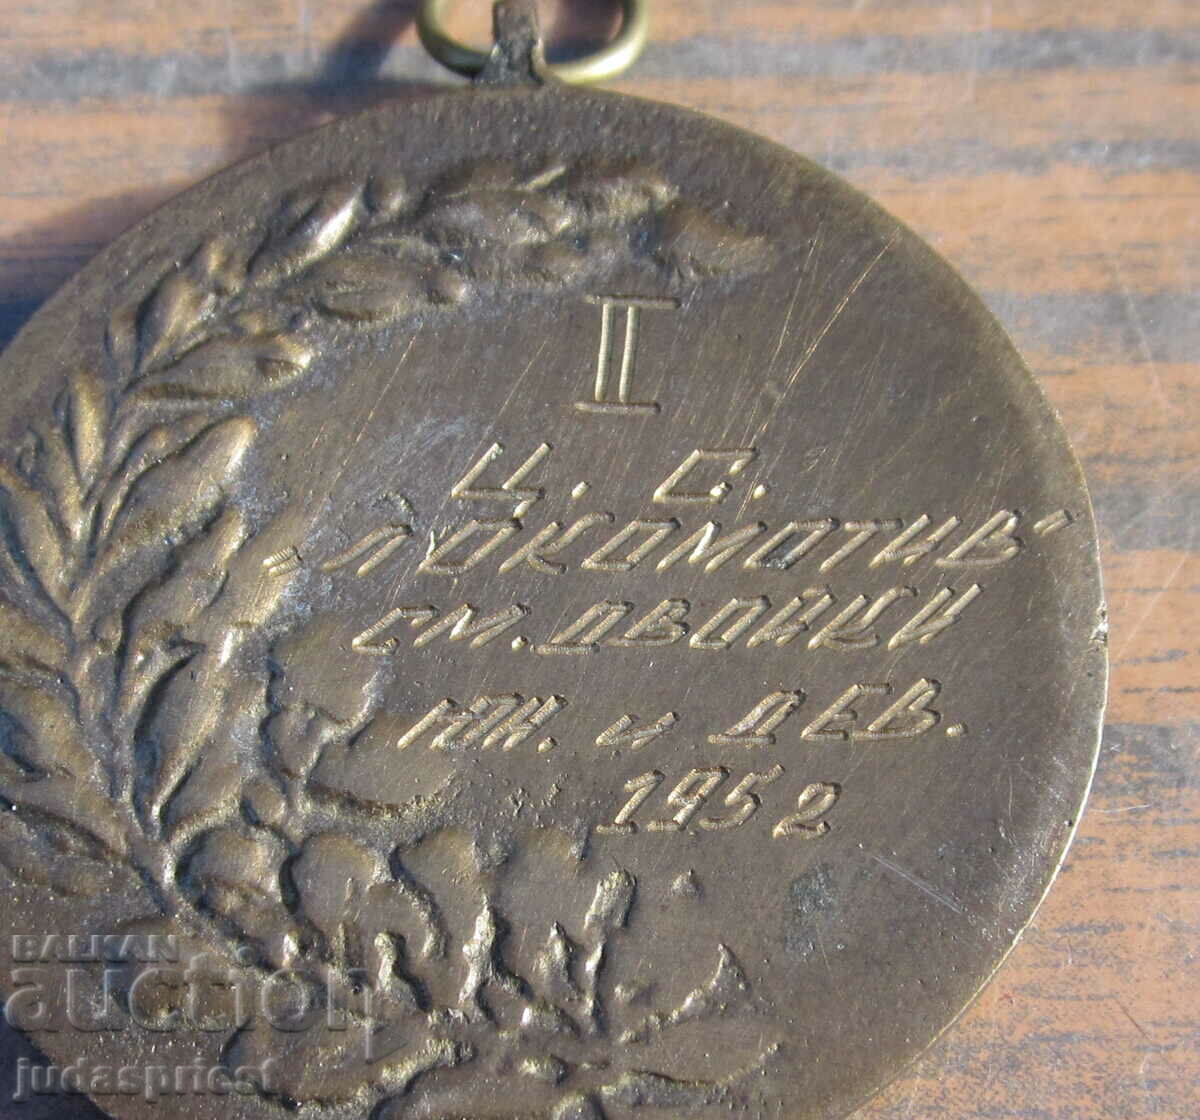 II
Ц. С.
„ЛОКОМОТИВ"
СМ. ДВОЙКИ
ЮН. и ДЕВ.
1952
BALKAN
auction
judaspriest